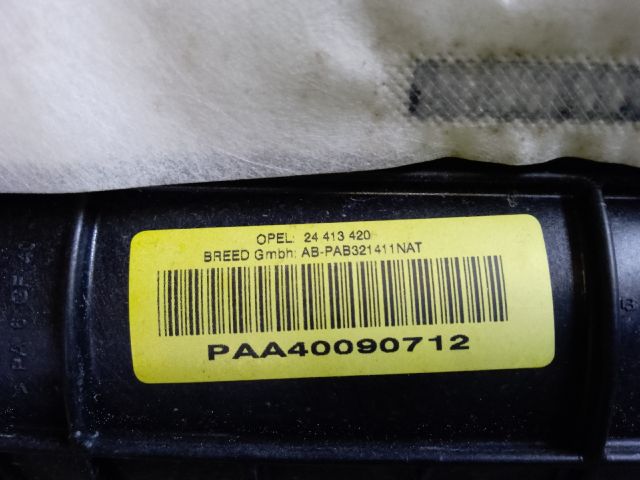 OPEL: 24 413 420
BREED Gmbh: AB-PAB321411NAT
PAA40090712